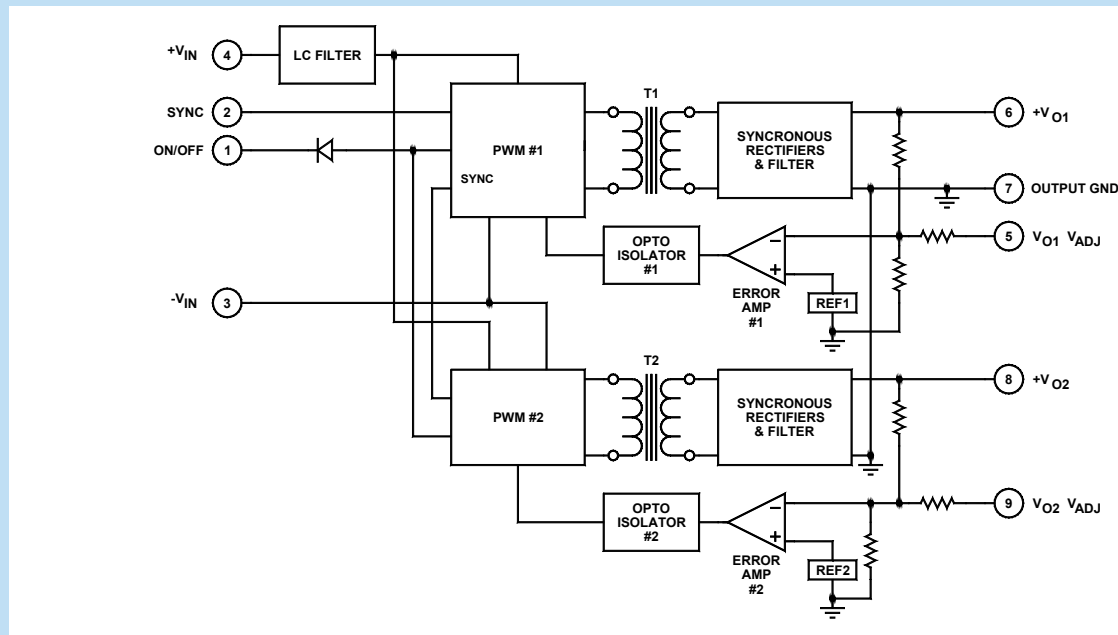 +VIN 4
LC FILTER
SYNC 2
ON/OFF 1
PWM #1
SYNC
T1
SYNCRONOUS
RECTIFIERS
& FILTER
6 +VO1
7 OUTPUT GND
5 VO1 VADJ
OPTO
ISOLATOR
#1
−
+
ERROR
AMP
#1
REF1
-VIN 3
PWM #2
T2
SYNCRONOUS
RECTIFIERS
& FILTER
8 +VO2
9 VO2 VADJ
OPTO
ISOLATOR
#2
−
+
ERROR
AMP
#2
REF2